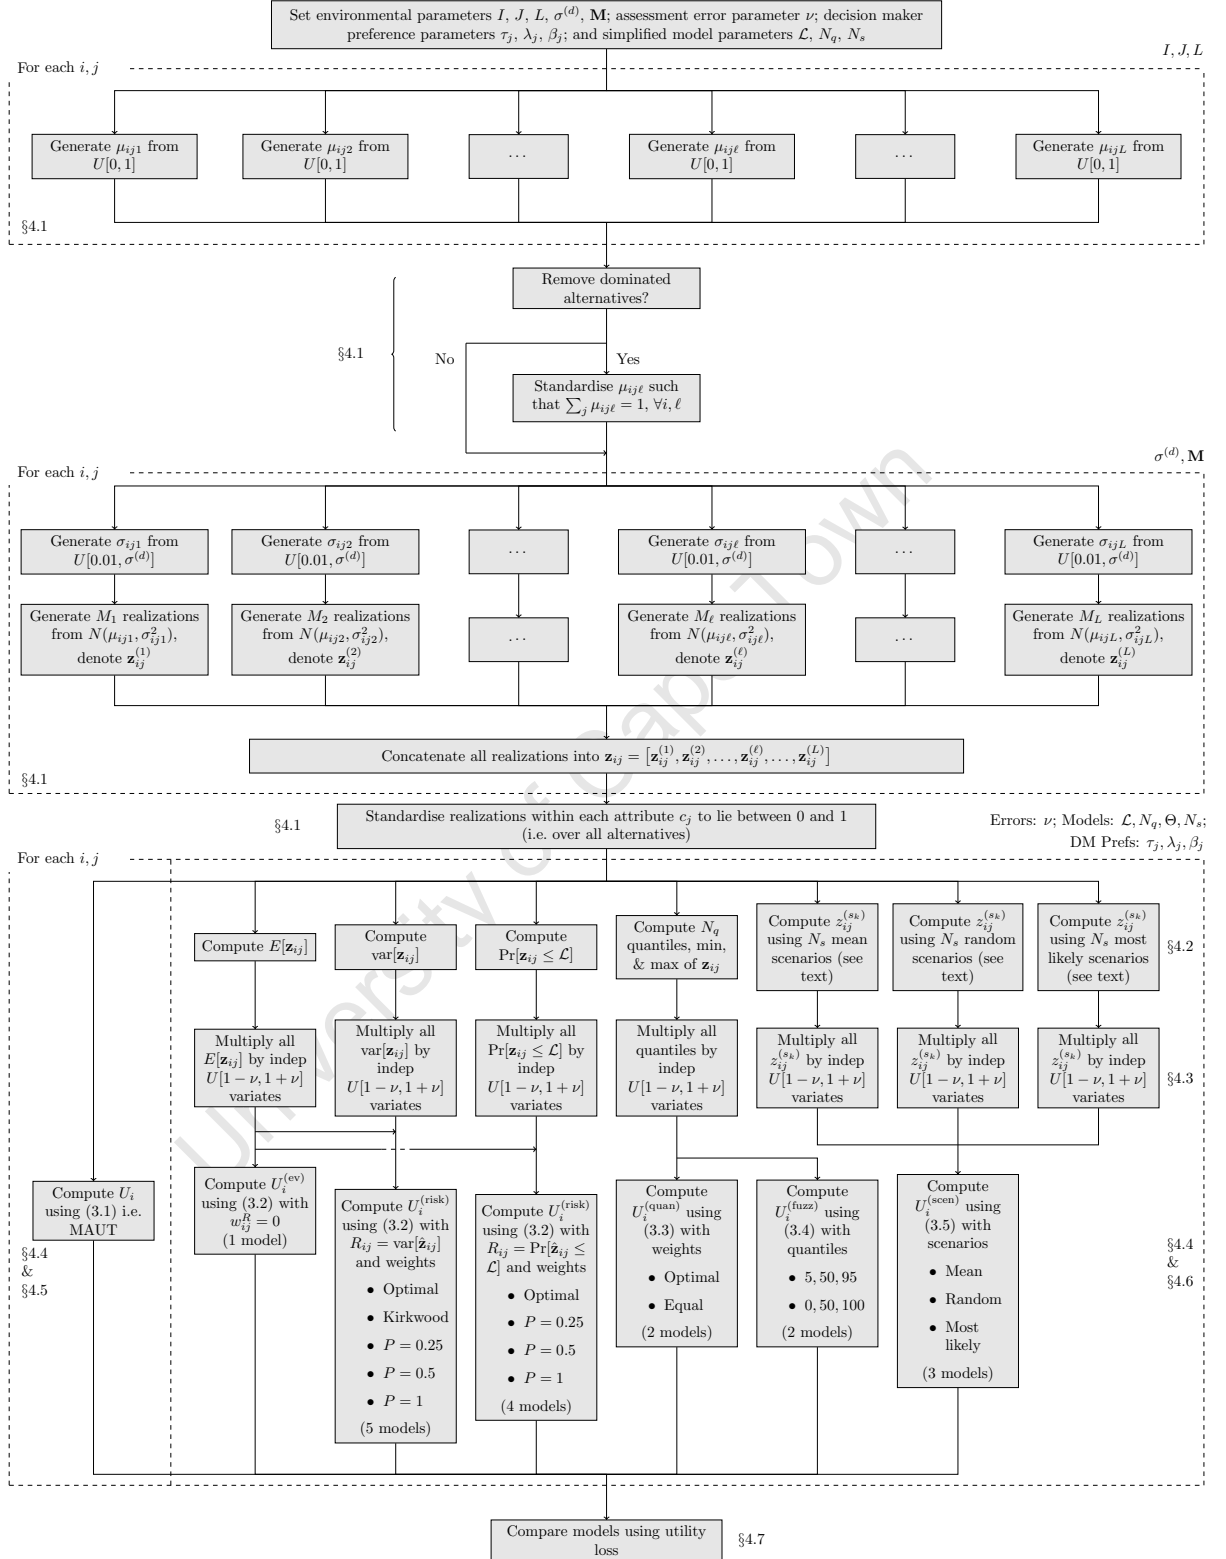 Set environmental parameters I, J, L, σ^(d), M; assessment error parameter ν; decision maker
preference parameters τ_j, λ_j, β_j; and simplified model parameters ℒ, N_q, N_s
I, J, L
For each i, j
Generate μ_ij1 from
U[0, 1]
Generate μ_ij2 from
U[0, 1]
...
Generate μ_ijℓ from
U[0, 1]
...
Generate μ_ijL from
U[0, 1]
§4.1
Remove dominated
alternatives?
§4.1
No
Yes
Standardise μ_ijℓ such
that ∑_j μ_ijℓ = 1, ∀i, ℓ
σ^(d), M
For each i, j
Generate σ_ij1 from
U[0.01, σ^(d)]
Generate σ_ij2 from
U[0.01, σ^(d)]
...
Generate σ_ijℓ from
U[0.01, σ^(d)]
...
Generate σ_ijL from
U[0.01, σ^(d)]
Generate M_1 realizations
from N(μ_ij1, σ²_ij1),
denote z_ij^(1)
Generate M_2 realizations
from N(μ_ij2, σ²_ij2),
denote z_ij^(2)
...
Generate M_ℓ realizations
from N(μ_ijℓ, σ²_ijℓ),
denote z_ij^(ℓ)
...
Generate M_L realizations
from N(μ_ijL, σ²_ijL),
denote z_ij^(L)
Concatenate all realizations into z_ij = [z_ij^(1), z_ij^(2), . . . , z_ij^(ℓ), . . . , z_ij^(L)]
§4.1
§4.1
Standardise realizations within each attribute c_j to lie between 0 and 1
(i.e. over all alternatives)
Errors: ν; Models: ℒ, N_q, Θ, N_s;
DM Prefs: τ_j, λ_j, β_j
For each i, j
Compute E[z_ij]
Compute
var[z_ij]
Compute
Pr[z_ij ≤ ℒ]
Compute N_q
quantiles, min,
& max of z_ij
Compute z_ij^(s_k)
using N_s mean
scenarios (see
text)
Compute z_ij^(s_k)
using N_s random
scenarios (see
text)
Compute z_ij^(s_k)
using N_s most
likely scenarios
(see text)
§4.2
Multiply all
E[z_ij] by indep
U[1 − ν, 1 + ν]
variates
Multiply all
var[z_ij] by
indep
U[1 − ν, 1 + ν]
variates
Multiply all
Pr[z_ij ≤ ℒ] by
indep
U[1 − ν, 1 + ν]
variates
Multiply all
quantiles by
indep
U[1 − ν, 1 + ν]
variates
Multiply all
z_ij^(s_k) by indep
U[1 − ν, 1 + ν]
variates
Multiply all
z_ij^(s_k) by indep
U[1 − ν, 1 + ν]
variates
Multiply all
z_ij^(s_k) by indep
U[1 − ν, 1 + ν]
variates
§4.3
Compute U_i
using (3.1) i.e.
MAUT
§4.4
&
§4.5
Compute U_i^(ev)
using (3.2) with
w_ij^R = 0
(1 model)
Compute U_i^(risk)
using (3.2) with
R_ij = var[ẑ_ij]
and weights
• Optimal
• Kirkwood
• P = 0.25
• P = 0.5
• P = 1
(5 models)
Compute U_i^(risk)
using (3.2) with
R_ij = Pr[ẑ_ij ≤
ℒ] and weights
• Optimal
• P = 0.25
• P = 0.5
• P = 1
(4 models)
Compute
U_i^(quan) using
(3.3) with
weights
• Optimal
• Equal
(2 models)
Compute
U_i^(fuzz) using
(3.4) with
quantiles
• 5, 50, 95
• 0, 50, 100
(2 models)
Compute
U_i^(scen) using
(3.5) with
scenarios
• Mean
• Random
• Most
likely
(3 models)
§4.4
&
§4.6
Compare models using utility
loss
§4.7
University of Cape Town